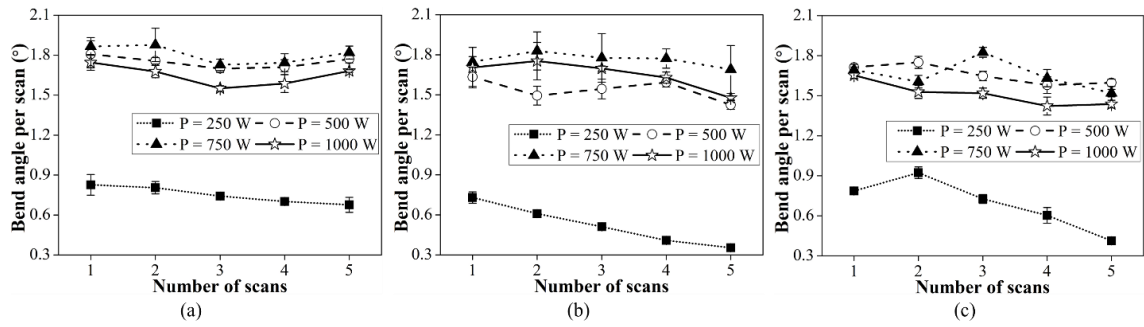 Bend angle per scan (°)
2.1
1.8
1.5
1.2
0.9
0.6
0.3
P = 250 W P = 500 W
P = 750 W P = 1000 W
1 2 3 4 5
Number of scans
(a)
Bend angle per scan (°)
2.1
1.8
1.5
1.2
0.9
0.6
0.3
P = 250 W P = 500 W
P = 750 W P = 1000 W
1 2 3 4 5
Number of scans
(b)
Bend angle per scan (°)
2.1
1.8
1.5
1.2
0.9
0.6
0.3
P = 250 W P = 500 W
P = 750 W P = 1000 W
1 2 3 4 5
Number of scans
(c)